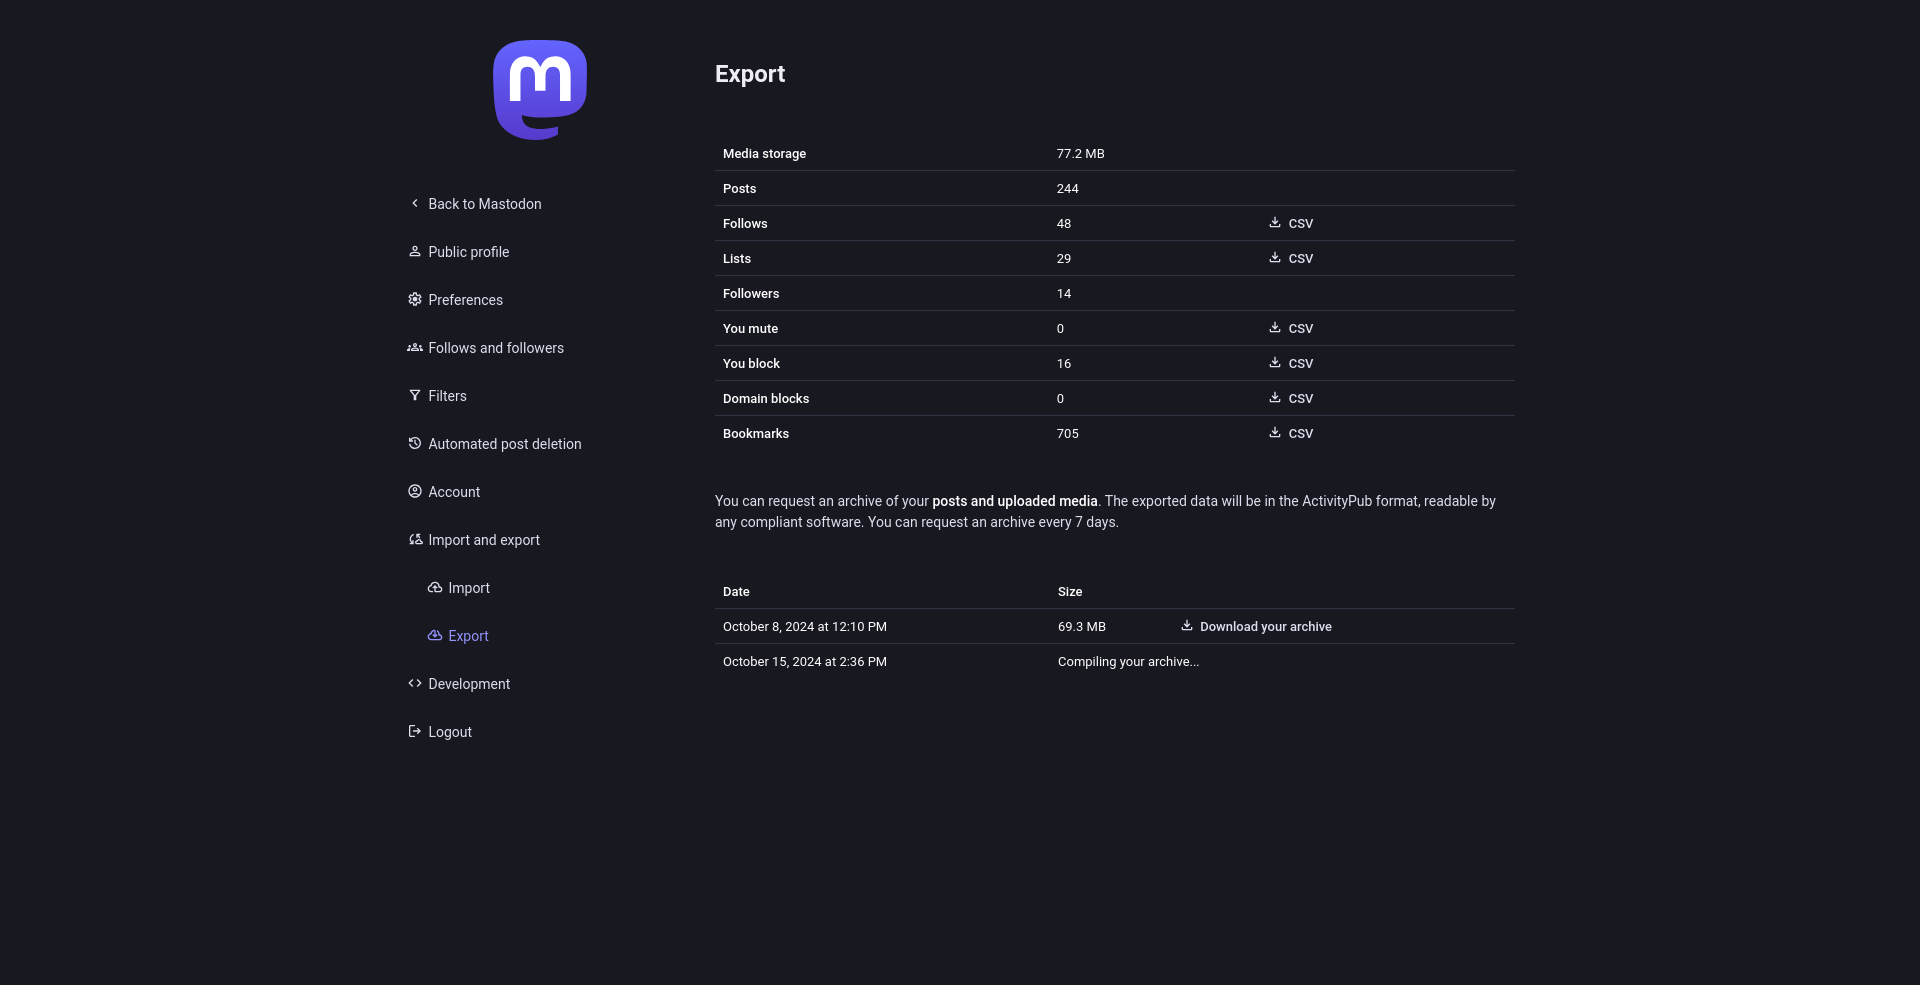 Export
Back to Mastodon
Public profile
Preferences
Follows and followers
Filters
Automated post deletion
Account
Import and export
Import
Export
Development
Logout
Media storage 77.2 MB
Posts 244
Follows 48 CSV
Lists 29 CSV
Followers 14
You mute 0 CSV
You block 16 CSV
Domain blocks 0 CSV
Bookmarks 705 CSV
You can request an archive of your posts and uploaded media. The exported data will be in the ActivityPub format, readable by
any compliant software. You can request an archive every 7 days.
Date Size
October 8, 2024 at 12:10 PM 69.3 MB Download your archive
October 15, 2024 at 2:36 PM Compiling your archive...